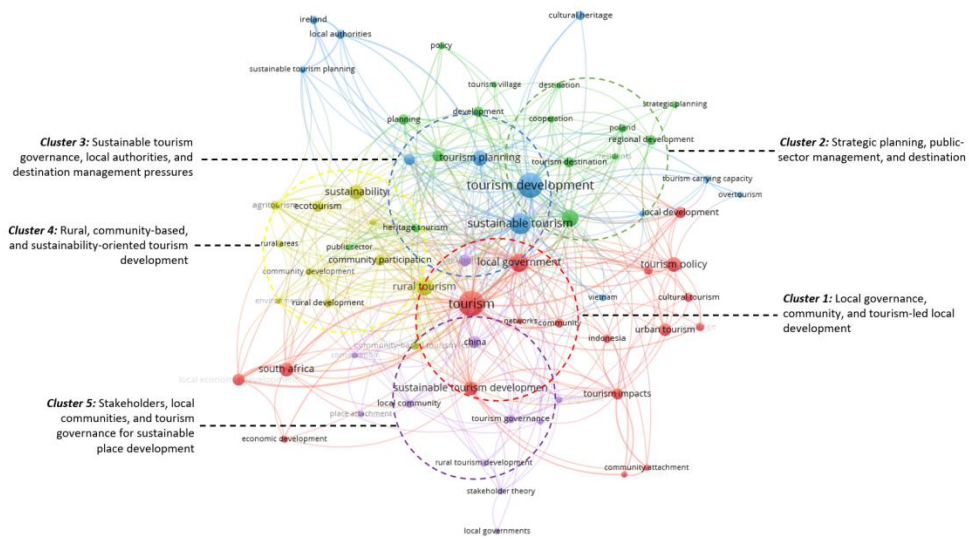 ireland
cultural heritage
local authorities
policy
sustainable tourism planning
tourism village
destination
strategic planning
development
planning
cooperation
poland
regional development
Cluster 3: Sustainable tourism
governance, local authorities, and
destination management pressures
Cluster 2: Strategic planning, public-
sector management, and destination
tourism planning
tourism destination
residents
tourism development
tourism carrying capacity
overtourism
sustainability
agritourism
ecotourism
local development
sustainable tourism
heritage tourism
Cluster 4: Rural, community-based,
and sustainability-oriented tourism
development
rural areas
public sector
community participation
local government
tourism policy
community development
rural tourism
vietnam
cultural tourism
rural development
tourism
networks
community
urban tourism
Cluster 1: Local governance,
community, and tourism-led local
development
china
indonesia
community-based tourism
south africa
sustainable tourism developmen
tourism impacts
Cluster 5: Stakeholders, local
communities, and tourism
governance for sustainable
place development
local community
place attachment
tourism governance
economic development
rural tourism development
community attachment
stakeholder theory
local governments